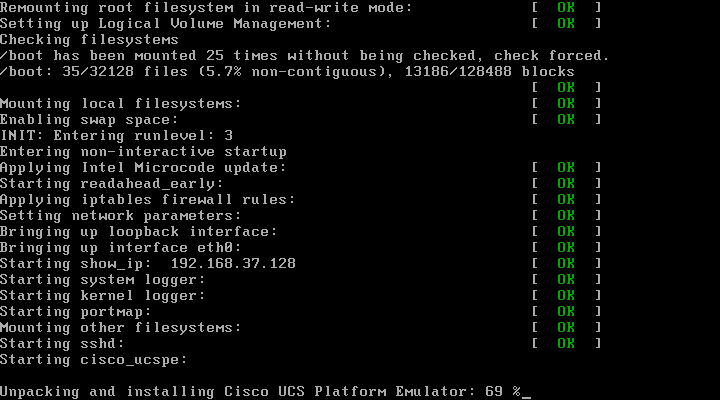 Remounting root filesystem in read-write mode: [ OK ]
Setting up Logical Volume Management: [ OK ]
Checking filesystems
/boot has been mounted 25 times without being checked, check forced.
/boot: 35/32128 files (5.7% non-contiguous), 13186/128488 blocks
[ OK ]
Mounting local filesystems: [ OK ]
Enabling swap space: [ OK ]
INIT: Entering runlevel: 3
Entering non-interactive startup
Applying Intel Microcode update: [ OK ]
Starting readahead_early: [ OK ]
Applying iptables firewall rules: [ OK ]
Setting network parameters: [ OK ]
Bringing up loopback interface: [ OK ]
Bringing up interface eth0: [ OK ]
Starting show_ip: 192.168.37.128 [ OK ]
Starting system logger: [ OK ]
Starting kernel logger: [ OK ]
Starting portmap: [ OK ]
Mounting other filesystems: [ OK ]
Starting sshd: [ OK ]
Starting cisco_ucspe:
Unpacking and installing Cisco UCS Platform Emulator: 69 %_